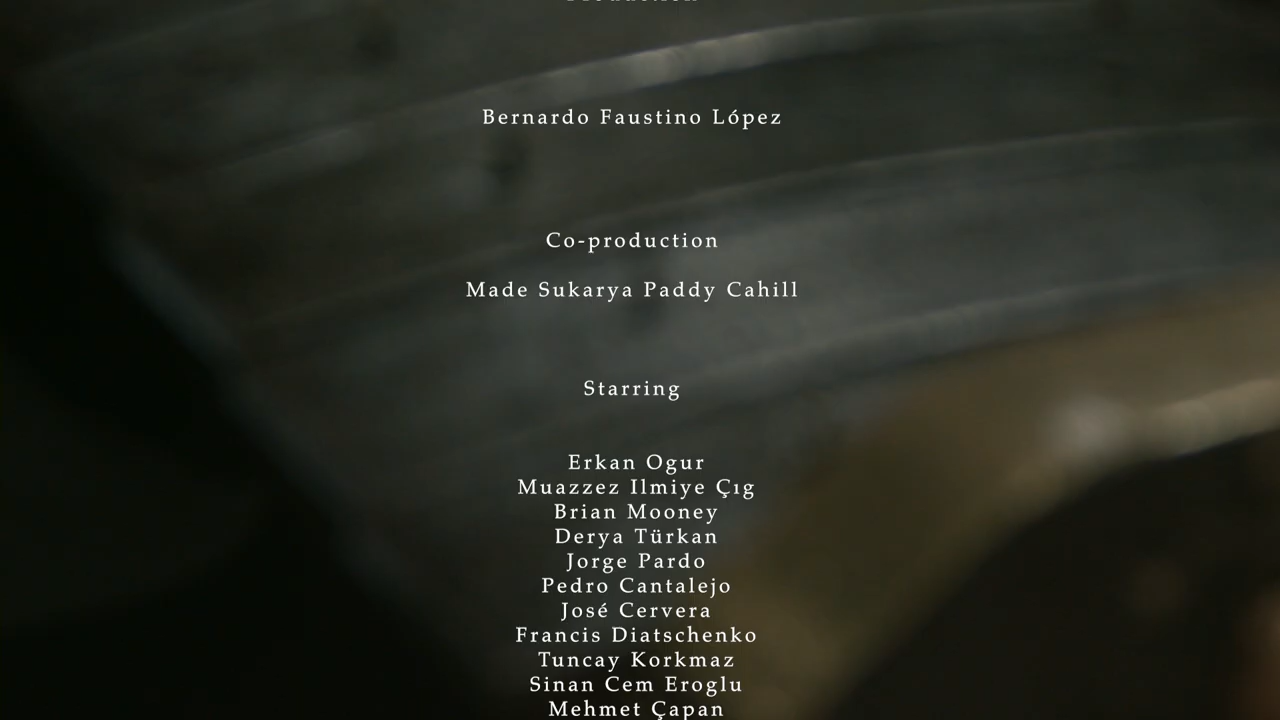 Production
Bernardo Faustino López
Co-production
Made Sukarya Paddy Cahill
Starring
Erkan Ogur
Muazzez Ilmiye Çıg
Brian Mooney
Derya Türkan
Jorge Pardo
Pedro Cantalejo
José Cervera
Francis Diatschenko
Tuncay Korkmaz
Sinan Cem Eroglu
Mehmet Çapan